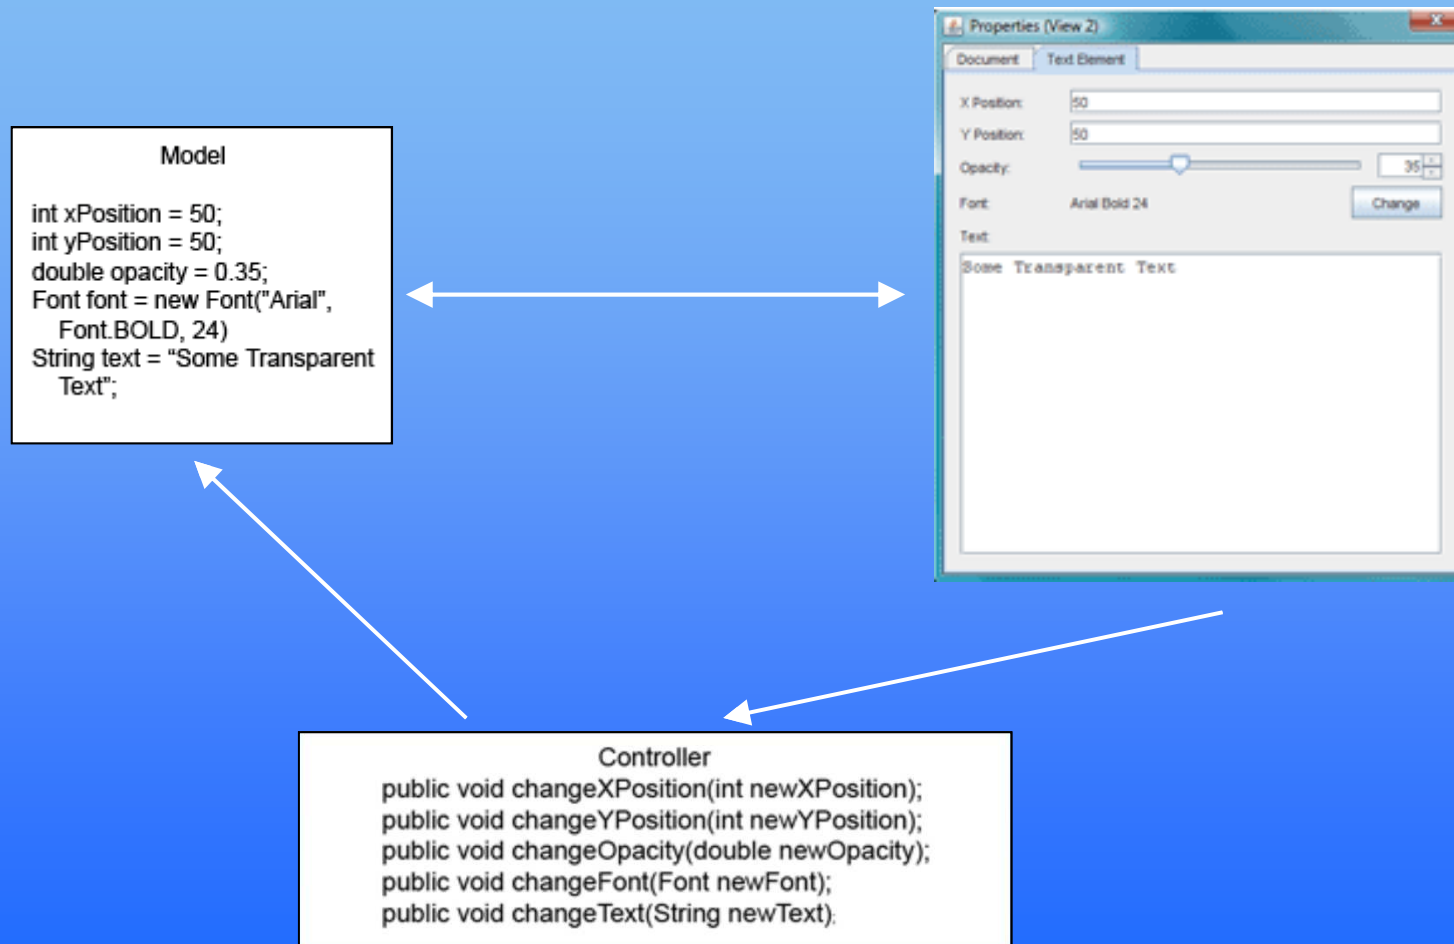 Properties (View 2)
Document Text Element
X Position: 50
Y Position: 50
Opacity: 35
Font: Arial Bold 24 Change
Text:
Some Transparent Text
Model
int xPosition = 50;
int yPosition = 50;
double opacity = 0.35;
Font font = new Font("Arial",
Font.BOLD, 24)
String text = “Some Transparent
Text”;
Controller
public void changeXPosition(int newXPosition);
public void changeYPosition(int newYPosition);
public void changeOpacity(double newOpacity);
public void changeFont(Font newFont);
public void changeText(String newText);